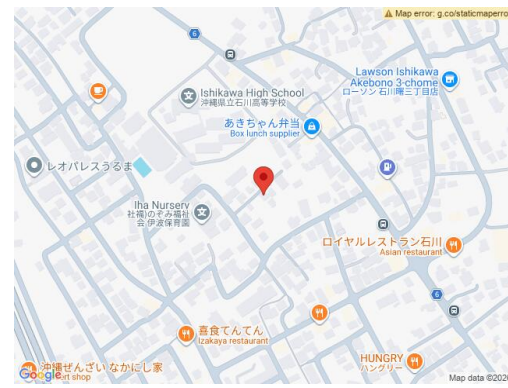 Map error: g.co/staticmaperro
6
Lawson Ishikawa
Akebono 3-chome
ローソン 石川曙三丁目店
Ishikawa High School
沖縄県立石川高等学校
あきちゃん弁当
Box lunch supplier
レオパレスうるま
Iha Nursery
社福)のぞみ福祉
会 伊波保育園
ロイヤルレストラン石川
Asian restaurant
6
喜食てんてん
Izakaya restaurant
HUNGRY
ハングリー
沖縄ぜんざい なかにし家
rt shop
Google
Map data ©2026